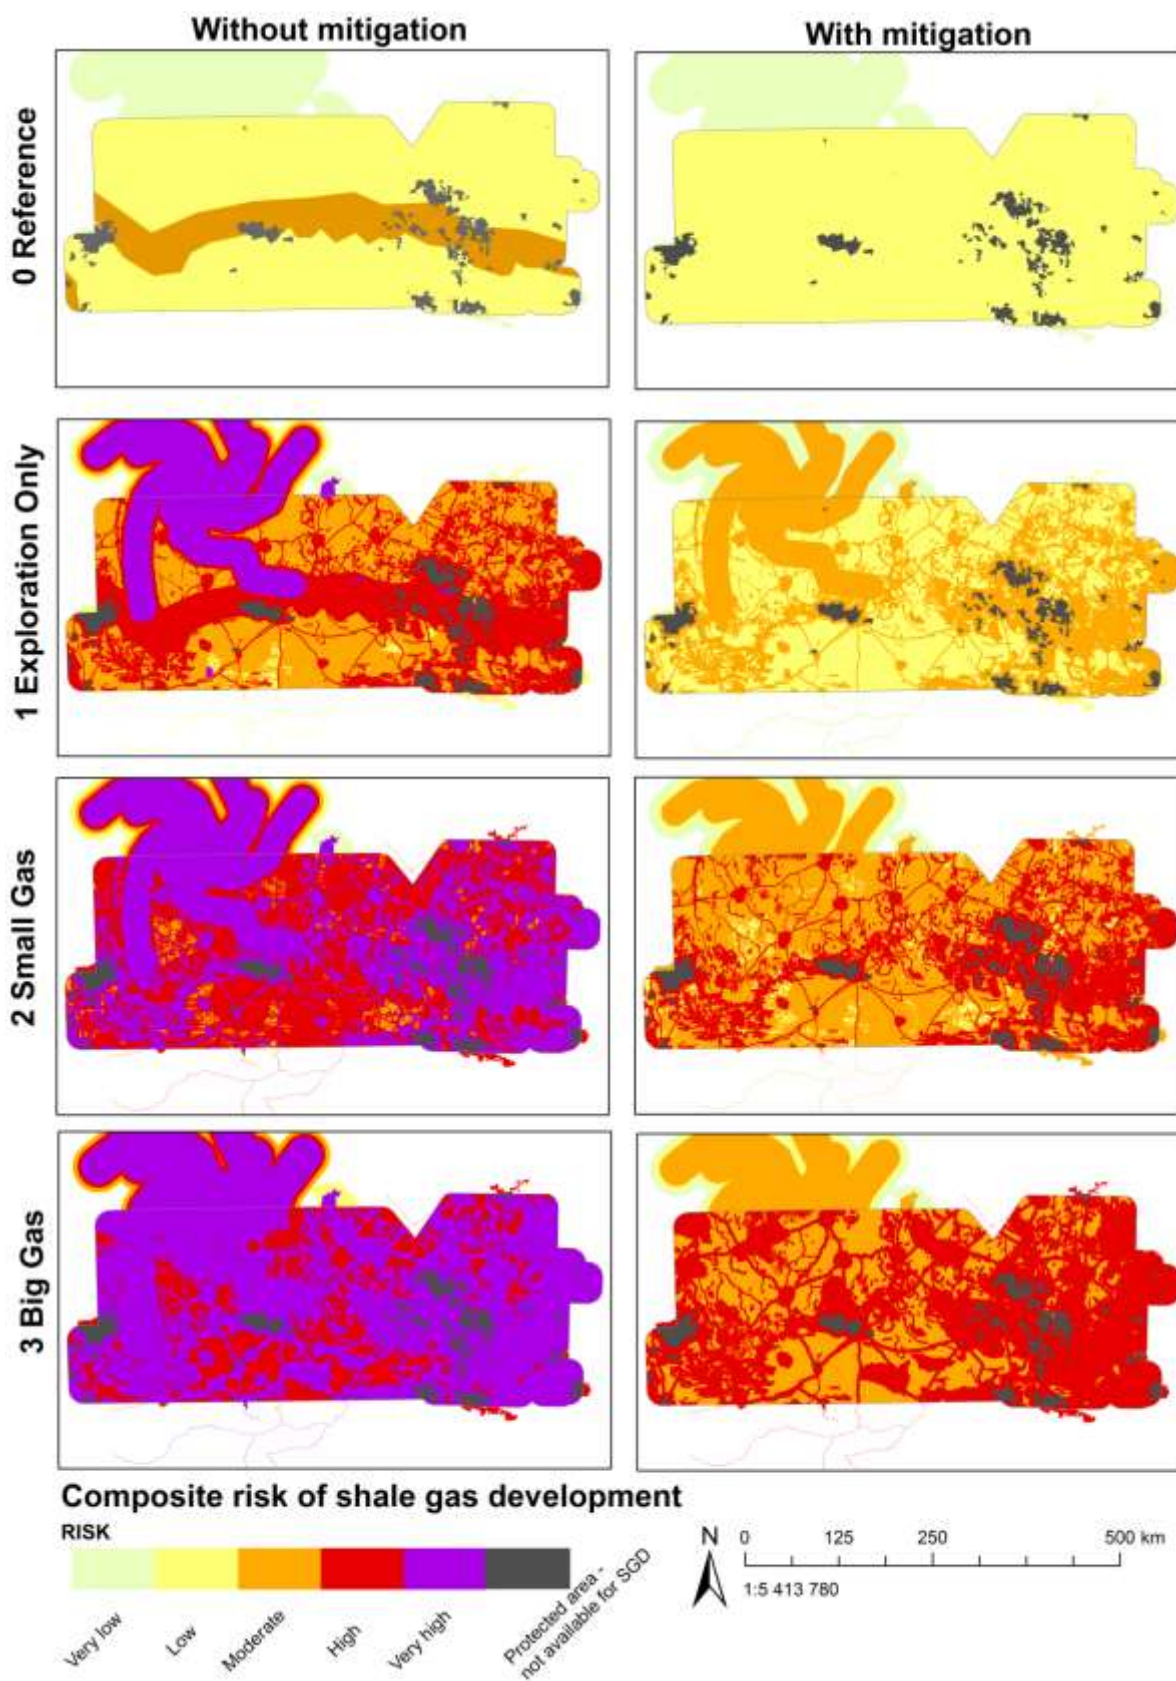 Without mitigation
With mitigation
0 Reference
1 Exploration Only
2 Small Gas
3 Big Gas
Composite risk of shale gas development
RISK
Very low
Low
Moderate
High
Very high
Protected area -
not available for SGD
N
0 125 250 500 km
1:5 413 780